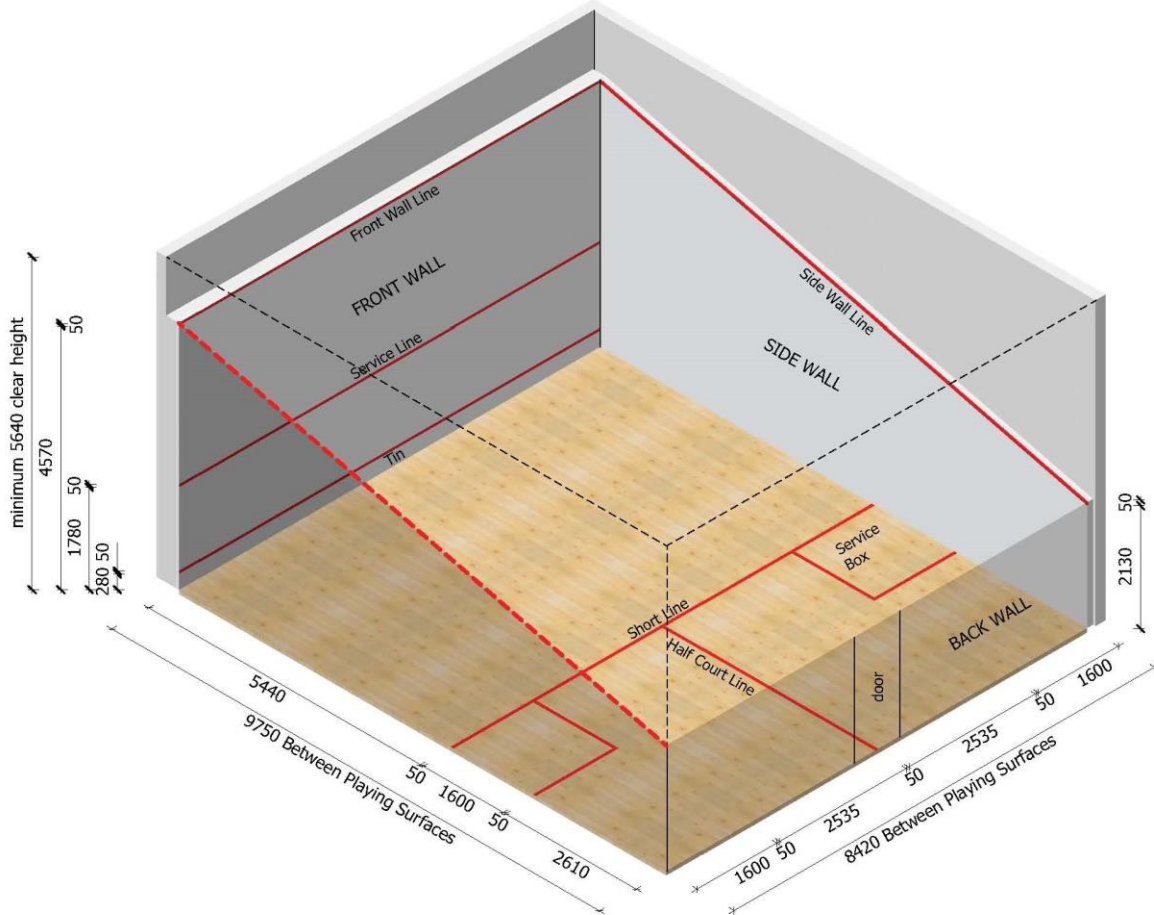 Front Wall Line
FRONT WALL
Service Line
Tin
Side Wall Line
SIDE WALL
Service
Box
Short Line
Half Court Line
door
BACK WALL
minimum 5640 clear height
4570
50
1780
50
280 50
50
2130
5440
50
1600
50
2610
9750 Between Playing Surfaces
1600
50
2535
50
2535
50
1600
8420 Between Playing Surfaces